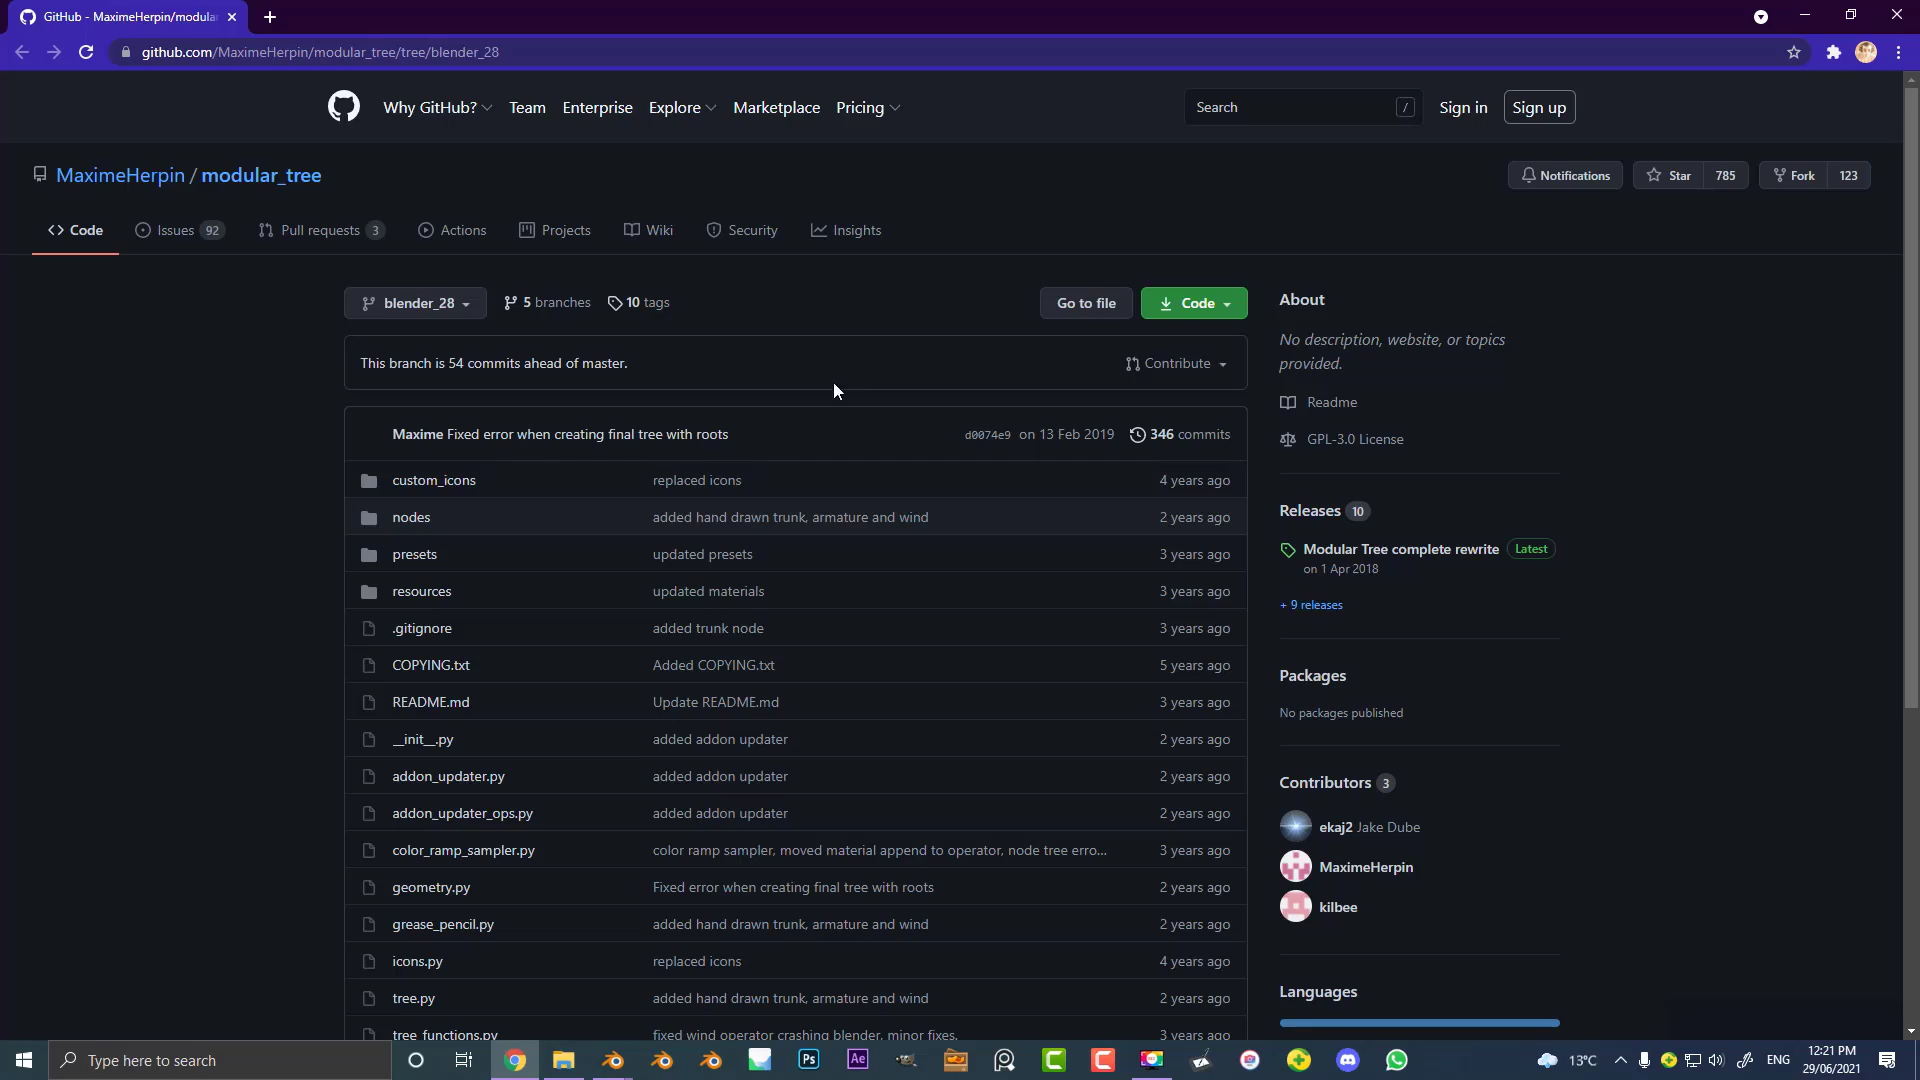 GitHub - MaximeHerpin/modula
github.com/MaximeHerpin/modular_tree/tree/blender_28
Why GitHub? Team Enterprise Explore Marketplace Pricing
Search /
Sign in Sign up
MaximeHerpin / modular_tree
Notifications Star 785 Fork 123
<> Code Issues 92 Pull requests 3 Actions Projects Wiki Security Insights
blender_28 5 branches 10 tags
Go to file Code
This branch is 54 commits ahead of master.
Contribute
Maxime Fixed error when creating final tree with roots d0074e9 on 13 Feb 2019 346 commits
custom_icons replaced icons 4 years ago
nodes added hand drawn trunk, armature and wind 2 years ago
presets updated presets 3 years ago
resources updated materials 3 years ago
.gitignore added trunk node 3 years ago
COPYING.txt Added COPYING.txt 5 years ago
README.md Update README.md 3 years ago
__init__.py added addon updater 2 years ago
addon_updater.py added addon updater 2 years ago
addon_updater_ops.py added addon updater 2 years ago
color_ramp_sampler.py color ramp sampler, moved material append to operator, node tree erro... 3 years ago
geometry.py Fixed error when creating final tree with roots 2 years ago
grease_pencil.py added hand drawn trunk, armature and wind 2 years ago
icons.py replaced icons 4 years ago
tree.py added hand drawn trunk, armature and wind 2 years ago
tree_functions.py fixed wind operator crashing blender, minor fixes. 3 years ago
About
No description, website, or topics
provided.
Readme
GPL-3.0 License
Releases 10
Modular Tree complete rewrite Latest
on 1 Apr 2018
+ 9 releases
Packages
No packages published
Contributors 3
ekaj2 Jake Dube
MaximeHerpin
kilbee
Languages
Type here to search
Ps
Ae
13°C
ENG
12:21 PM
29/06/2021